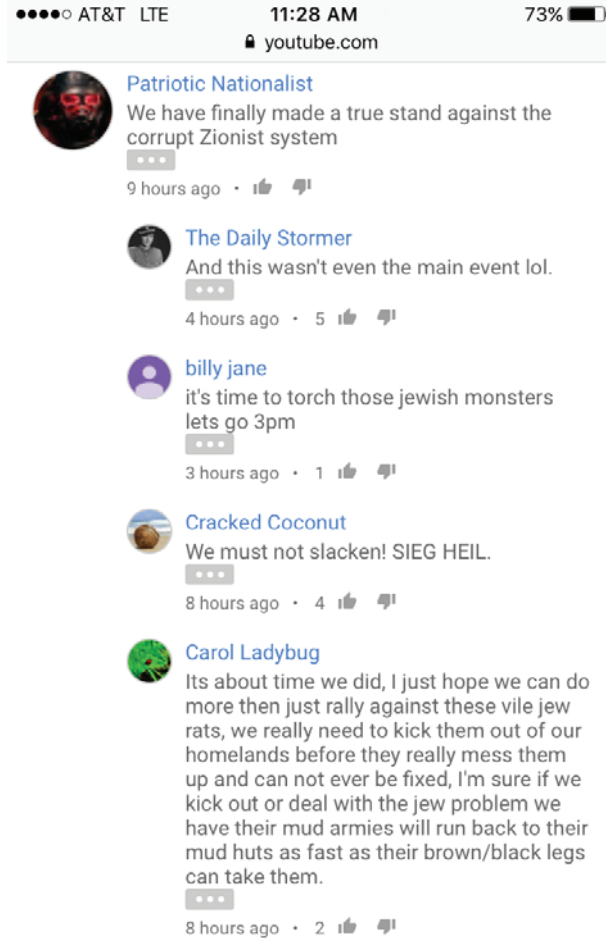 AT&T LTE 11:28 AM 73%
youtube.com
Patriotic Nationalist
We have finally made a true stand against the
corrupt Zionist system
9 hours ago •
The Daily Stormer
And this wasn't even the main event lol.
4 hours ago • 5
billy jane
it's time to torch those jewish monsters
lets go 3pm
3 hours ago • 1
Cracked Coconut
We must not slacken! SIEG HEIL.
8 hours ago • 4
Carol Ladybug
Its about time we did, I just hope we can do
more then just rally against these vile jew
rats, we really need to kick them out of our
homelands before they really mess them
up and can not ever be fixed, I'm sure if we
kick out or deal with the jew problem we
have their mud armies will run back to their
mud huts as fast as their brown/black legs
can take them.
8 hours ago • 2